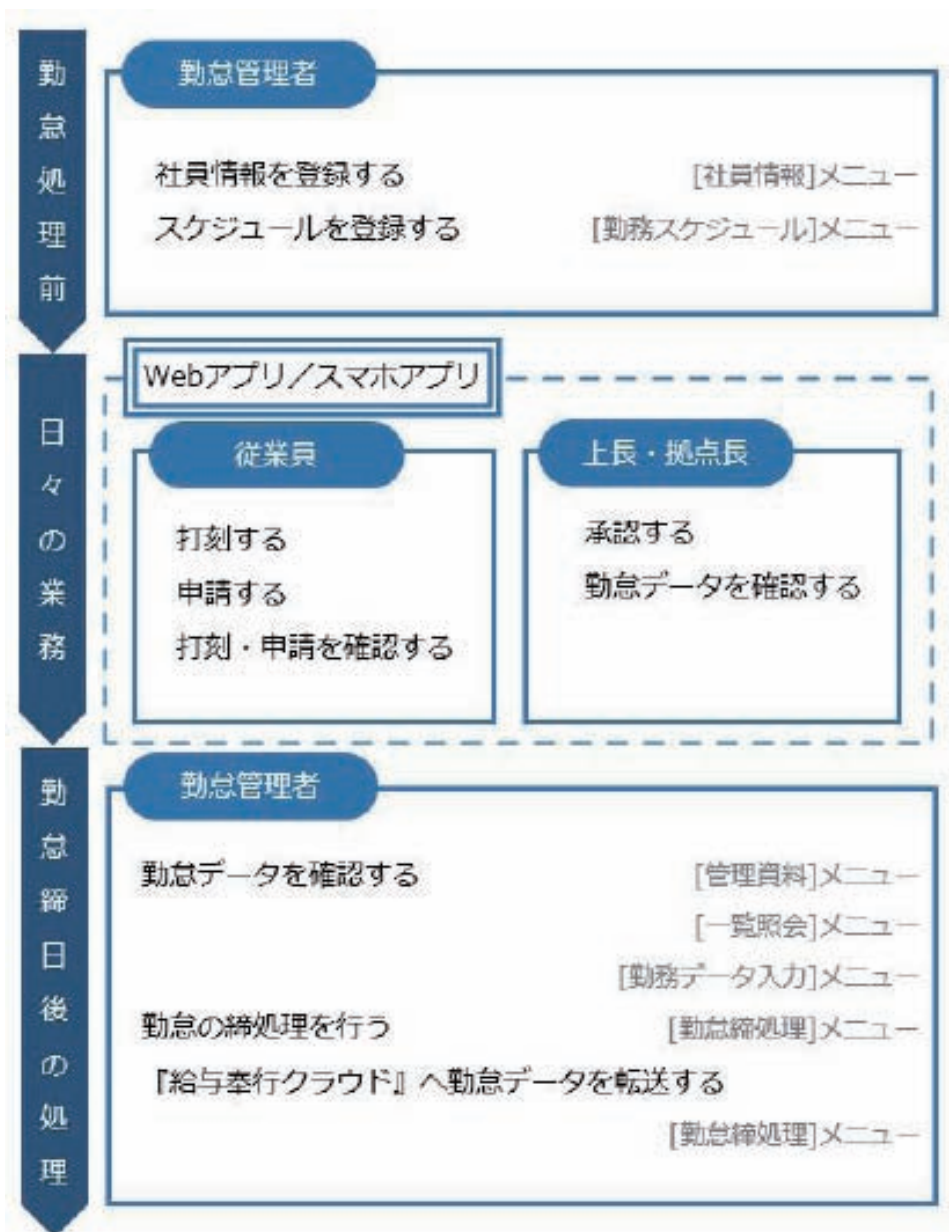 勤怠処理前
勤怠管理者
社員情報を登録する [社員情報]メニュー
スケジュールを登録する [勤務スケジュール]メニュー
日々の業務
Webアプリ／スマホアプリ
従業員
打刻する
申請する
打刻・申請を確認する
上長・拠点長
承認する
勤怠データを確認する
勤怠締日後の処理
勤怠管理者
勤怠データを確認する [管理資料]メニュー
[一覧照会]メニュー
[勤務データ入力]メニュー
勤怠の締処理を行う [勤怠締処理]メニュー
『給与奉行クラウド』へ勤怠データを転送する
[勤怠締処理]メニュー